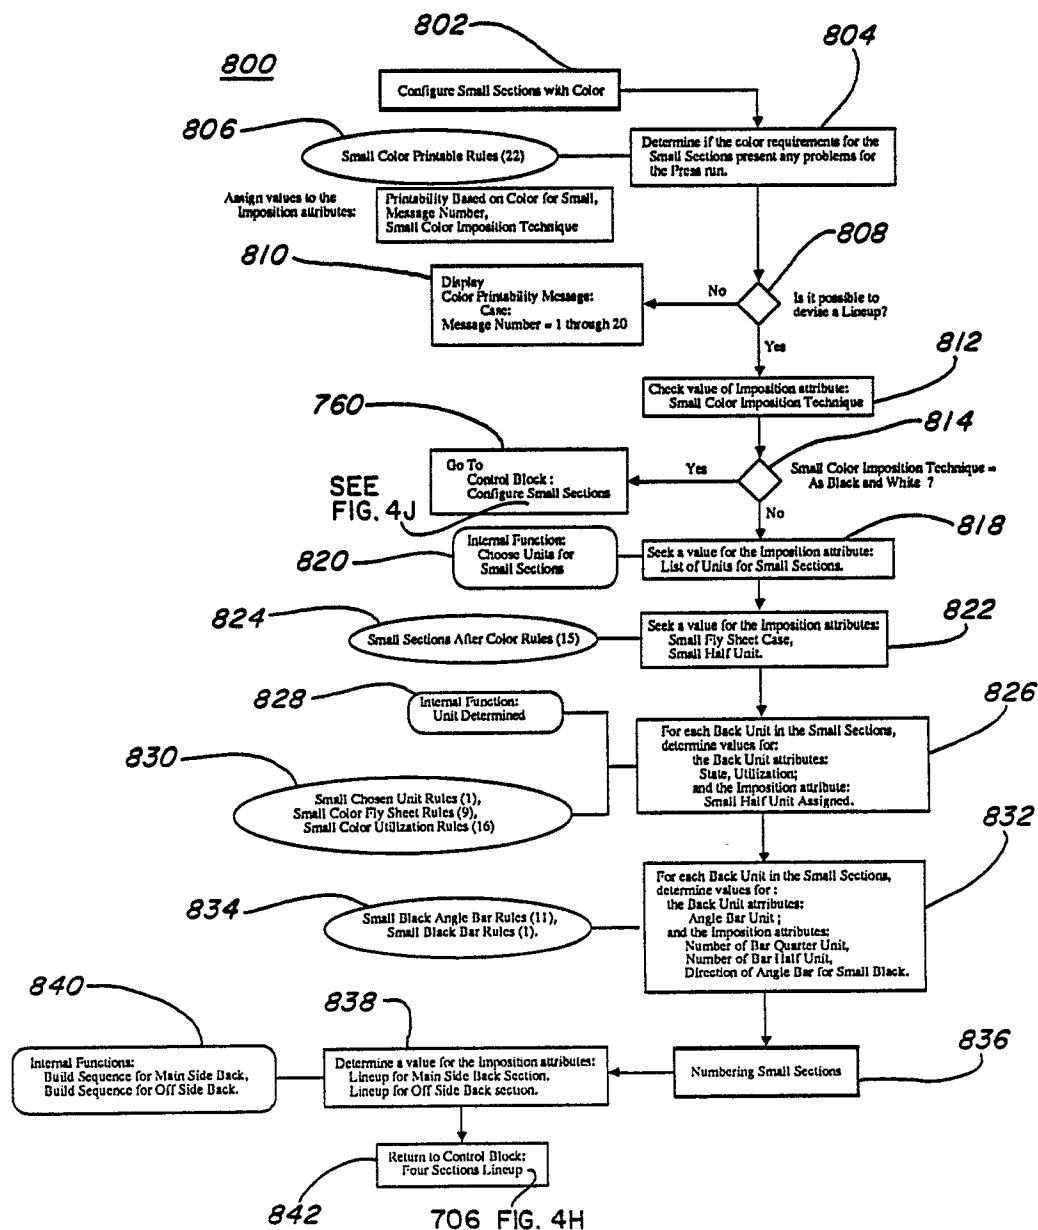 802
804
800
Configure Small Sections with Color
806
Determine if the color requirements for the
Small Sections present any problems for
the Press run.
Small Color Printable Rules (22)
Assign values to the
Imposition attributes:
Printability Based on Color for Small,
Message Number,
Small Color Imposition Technique
808
810
Display
Color Printability Message:
Case:
Message Number = 1 through 20
No
Is it possible to
devise a Lineup?
Yes
812
Check value of Imposition attribute:
Small Color Imposition Technique
760
814
Go To
Control Block :
Configure Small Sections
Yes
Small Color Imposition Technique =
As Black and White ?
SEE
FIG. 4J
No
818
Internal Function:
Choose Units for
Small Sections
820
Seek a value for the Imposition attribute:
List of Units for Small Sections.
824
822
Small Sections After Color Rules (15)
Seek a value for the Imposition attributes:
Small Fly Sheet Case,
Small Half Unit.
828
Internal Function:
Unit Determined
826
For each Back Unit in the Small Sections,
determine values for:
the Back Unit attributes:
State, Utilization;
and the Imposition attribute:
Small Half Unit Assigned.
830
Small Chosen Unit Rules (1),
Small Color Fly Sheet Rules (9),
Small Color Utilization Rules (16)
832
For each Back Unit in the Small Sections,
determine values for :
the Back Unit attributes:
Angle Bar Unit ;
and the Imposition attributes:
Number of Bar Quarter Unit,
Number of Bar Half Unit,
Direction of Angle Bar for Small Black.
834
Small Black Angle Bar Rules (11),
Small Black Bar Rules (1).
840
838
836
Internal Functions:
Build Sequence for Main Side Back,
Build Sequence for Off Side Back.
Determine a value for the Imposition attributes:
Lineup for Main Side Back Section,
Lineup for Off Side Back section.
Numbering Small Sections
Return to Control Block:
Four Sections Lineup
842
706 FIG. 4H